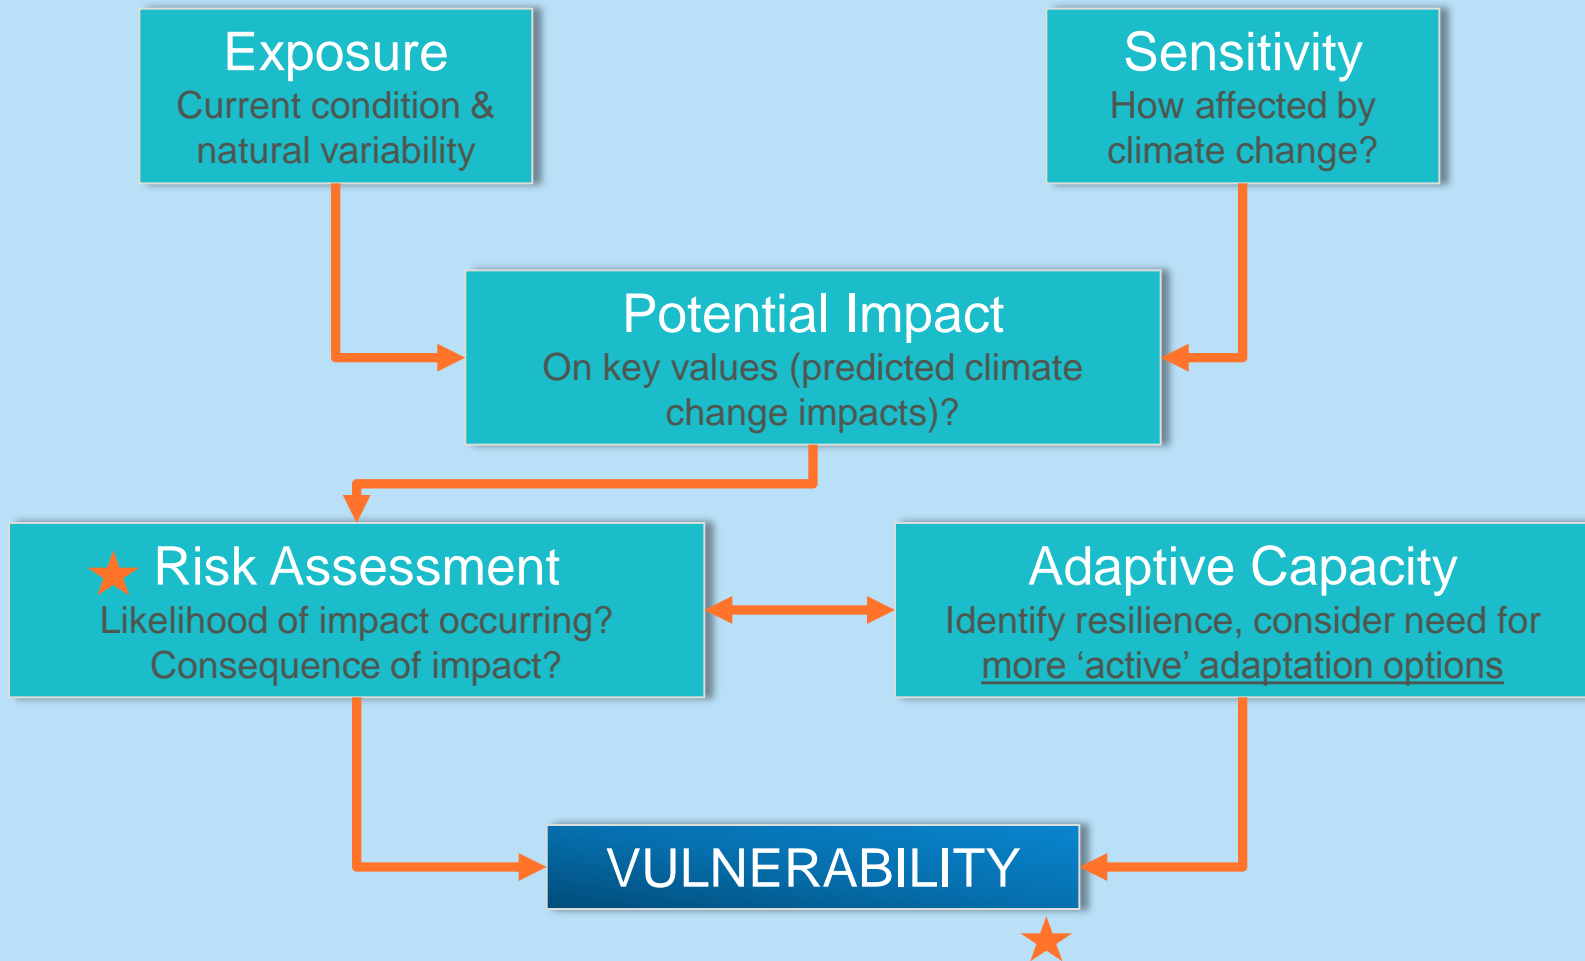 Exposure
Current condition &
natural variability
Sensitivity
How affected by
climate change?
Potential Impact
On key values (predicted climate
change impacts)?
Risk Assessment
Likelihood of impact occurring?
Consequence of impact?
Adaptive Capacity
Identify resilience, consider need for
more ‘active’ adaptation options
VULNERABILITY